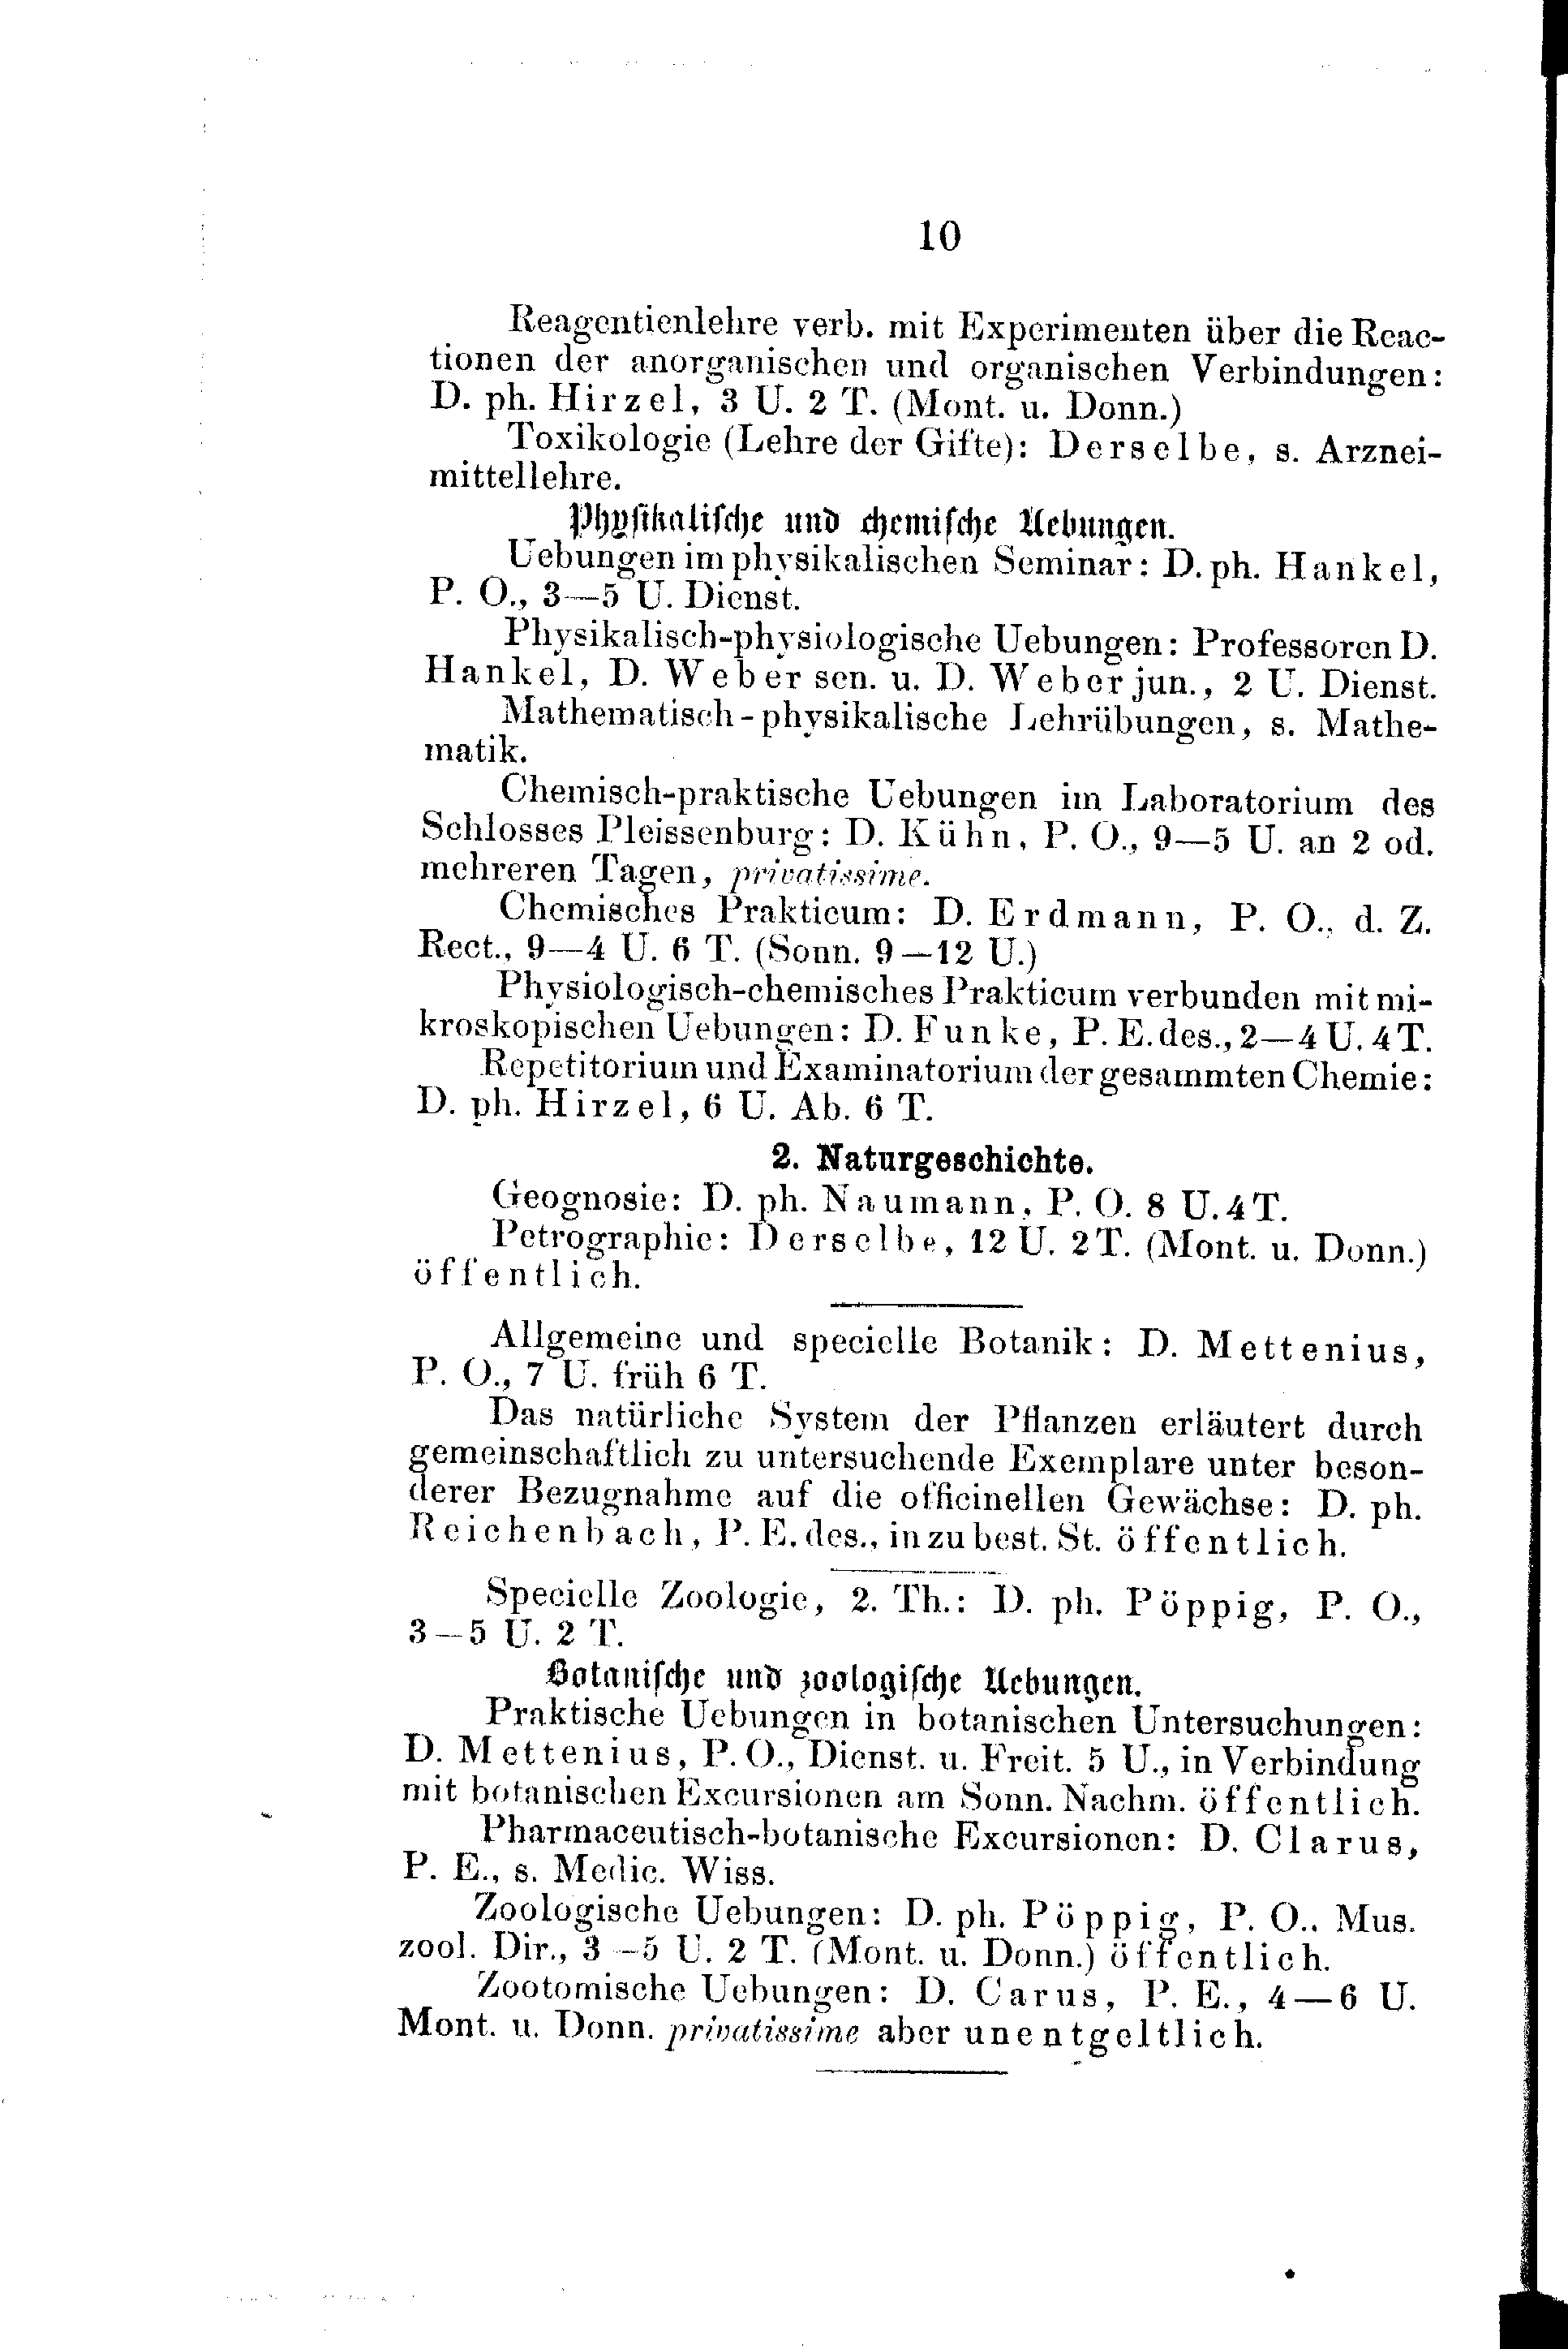 10
Reagentienlehre verb. mit Experimenten über die Reac-
tionen der anorganischen und organischen Verbindungen:
D. ph. Hirzel, 3 U. 2 T. (Mont. u. Donn.)
Toxikologie (Lehre der Gifte): Derselbe, s. Arznei-
mittellehre.
Physikalische und chemische Uebungen.
Uebungen im physikalischen Seminar: D. ph. Hankel,
P. O., 3—5 U. Dienst.
Physikalisch-physiologische Uebungen: Professoren D.
Hankel, D. Weber sen. u. D. Weber jun., 2 U. Dienst.
Mathematisch-physikalische Lehrübungen, s. Mathe-
matik.
Chemisch-praktische Uebungen im Laboratorium des
Schlosses Pleissenburg: D. Kühn, P. O., 9—5 U. an 2 od.
mehreren Tagen, privatissime.
Chemisches Prakticum: D. Erdmann, P. O., d. Z.
Rect., 9—4 U. 6 T. (Sonn. 9—12 U.)
Physiologisch-chemisches Prakticum verbunden mit mi-
kroskopischen Uebungen: D. Funke, P. E. des., 2—4 U. 4 T.
Repetitorium und Examinatorium der gesammten Chemie:
D. ph. Hirzel, 6 U. Ab. 6 T.
2. Naturgeschichte.
Geognosie: D. ph. Naumann, P. O. 8 U. 4 T.
Petrographie: Derselbe, 12 U. 2 T. (Mont. u. Donn.)
öffentlich.
Allgemeine und specielle Botanik: D. Mettenius,
P. O., 7 U. früh 6 T.
Das natürliche System der Pflanzen erläutert durch
gemeinschaftlich zu untersuchende Exemplare unter beson-
derer Bezugnahme auf die officinellen Gewächse: D. ph.
Reichenbach, P. E. des., in zu best. St. öffentlich.
Specielle Zoologie, 2. Th.: D. ph. Pöppig, P. O.,
3—5 U. 2 T.
Botanische und zoologische Uebungen.
Praktische Uebungen in botanischen Untersuchungen:
D. Mettenius, P. O., Dienst. u. Freit. 5 U., in Verbindung
mit botanischen Excursionen am Sonn. Nachm. öffentlich.
Pharmaceutisch-botanische Excursionen: D. Clarus,
P. E., s. Medic. Wiss.
Zoologische Uebungen: D. ph. Pöppig, P. O., Mus.
zool. Dir., 3—5 U. 2 T. (Mont. u. Donn.) öffentlich.
Zootomische Uebungen: D. Carus, P. E., 4—6 U.
Mont. u. Donn. privatissime aber unentgeltlich.